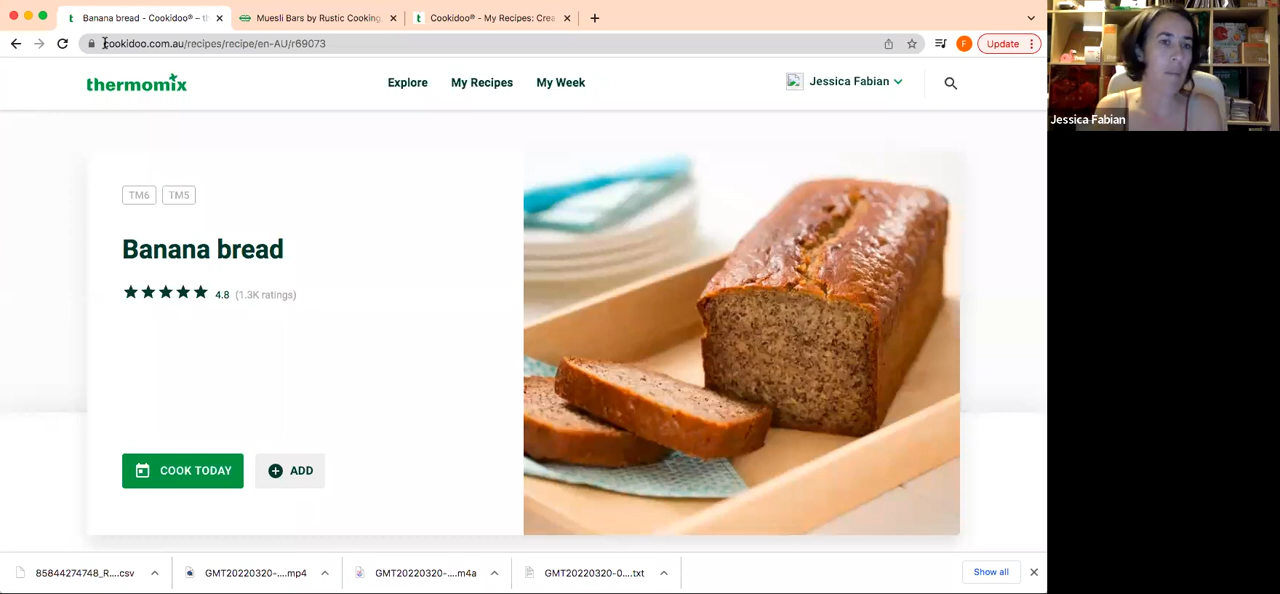 Banana bread - Cookidoo® – th
Muesli Bars by Rustic Cooking.
Cookidoo® - My Recipes: Crea
cookidoo.com.au/recipes/recipe/en-AU/r69073
F
Update
thermomix
Explore
My Recipes
My Week
Jessica Fabian
Jessica Fabian
TM6
TM5
Banana bread
4.8 (1.3K ratings)
COOK TODAY
ADD
85844274748_R....csv
GMT20220320-....mp4
GMT20220320-....m4a
GMT20220320-0....txt
Show all